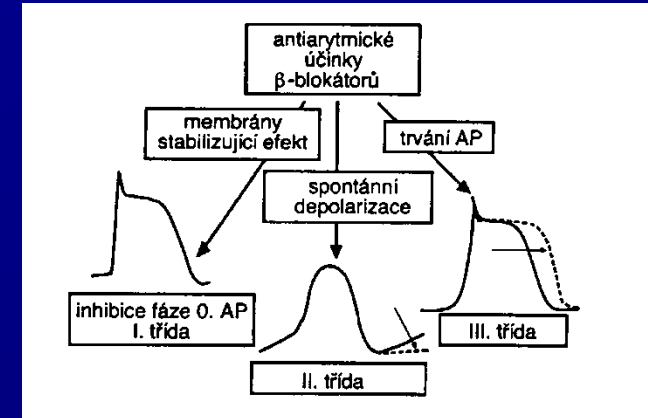 antiarytmické
účinky
β-blokátorů
membrány
stabilizující efekt
trvání AP
spontánní
depolarizace
inhibice fáze 0. AP
I. třída
II. třída
III. třída